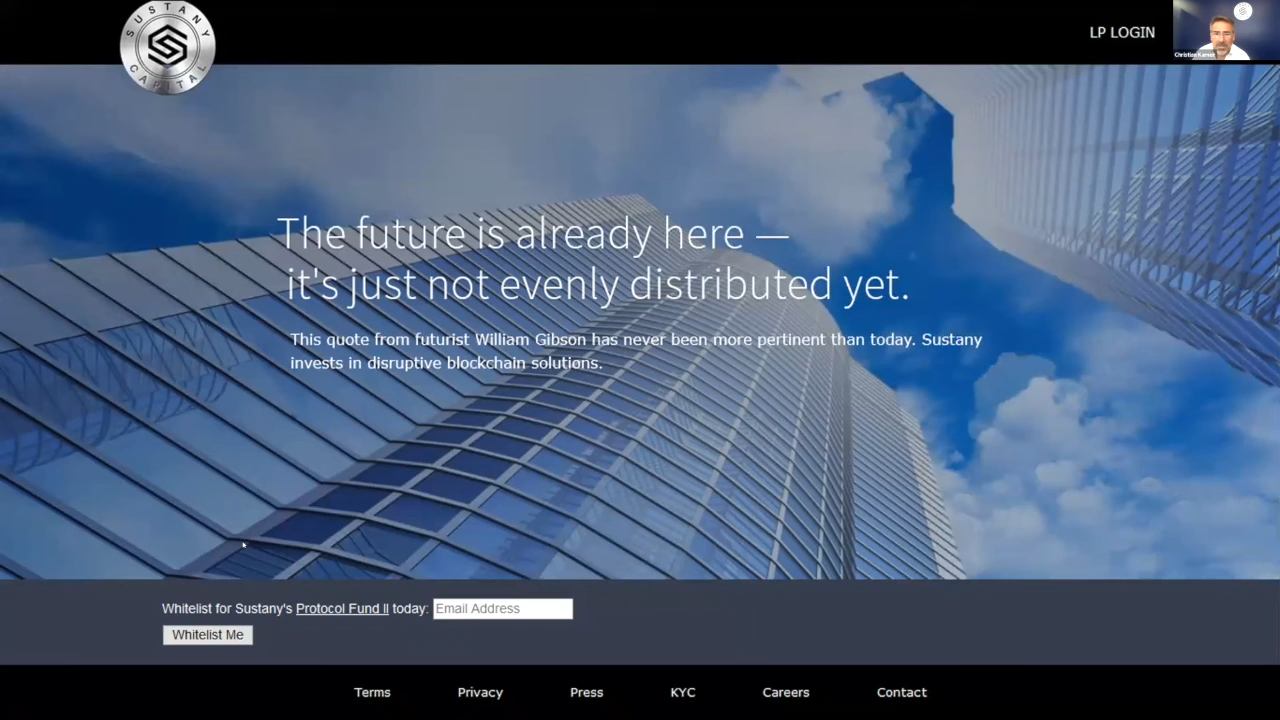 SUSTANY
CAPITAL
LP LOGIN
The future is already here —
it's just not evenly distributed yet.
This quote from futurist William Gibson has never been more pertinent than today. Sustany
invests in disruptive blockchain solutions.
Whitelist for Sustany's Protocol Fund II today: Email Address
Whitelist Me
Terms Privacy Press KYC Careers Contact